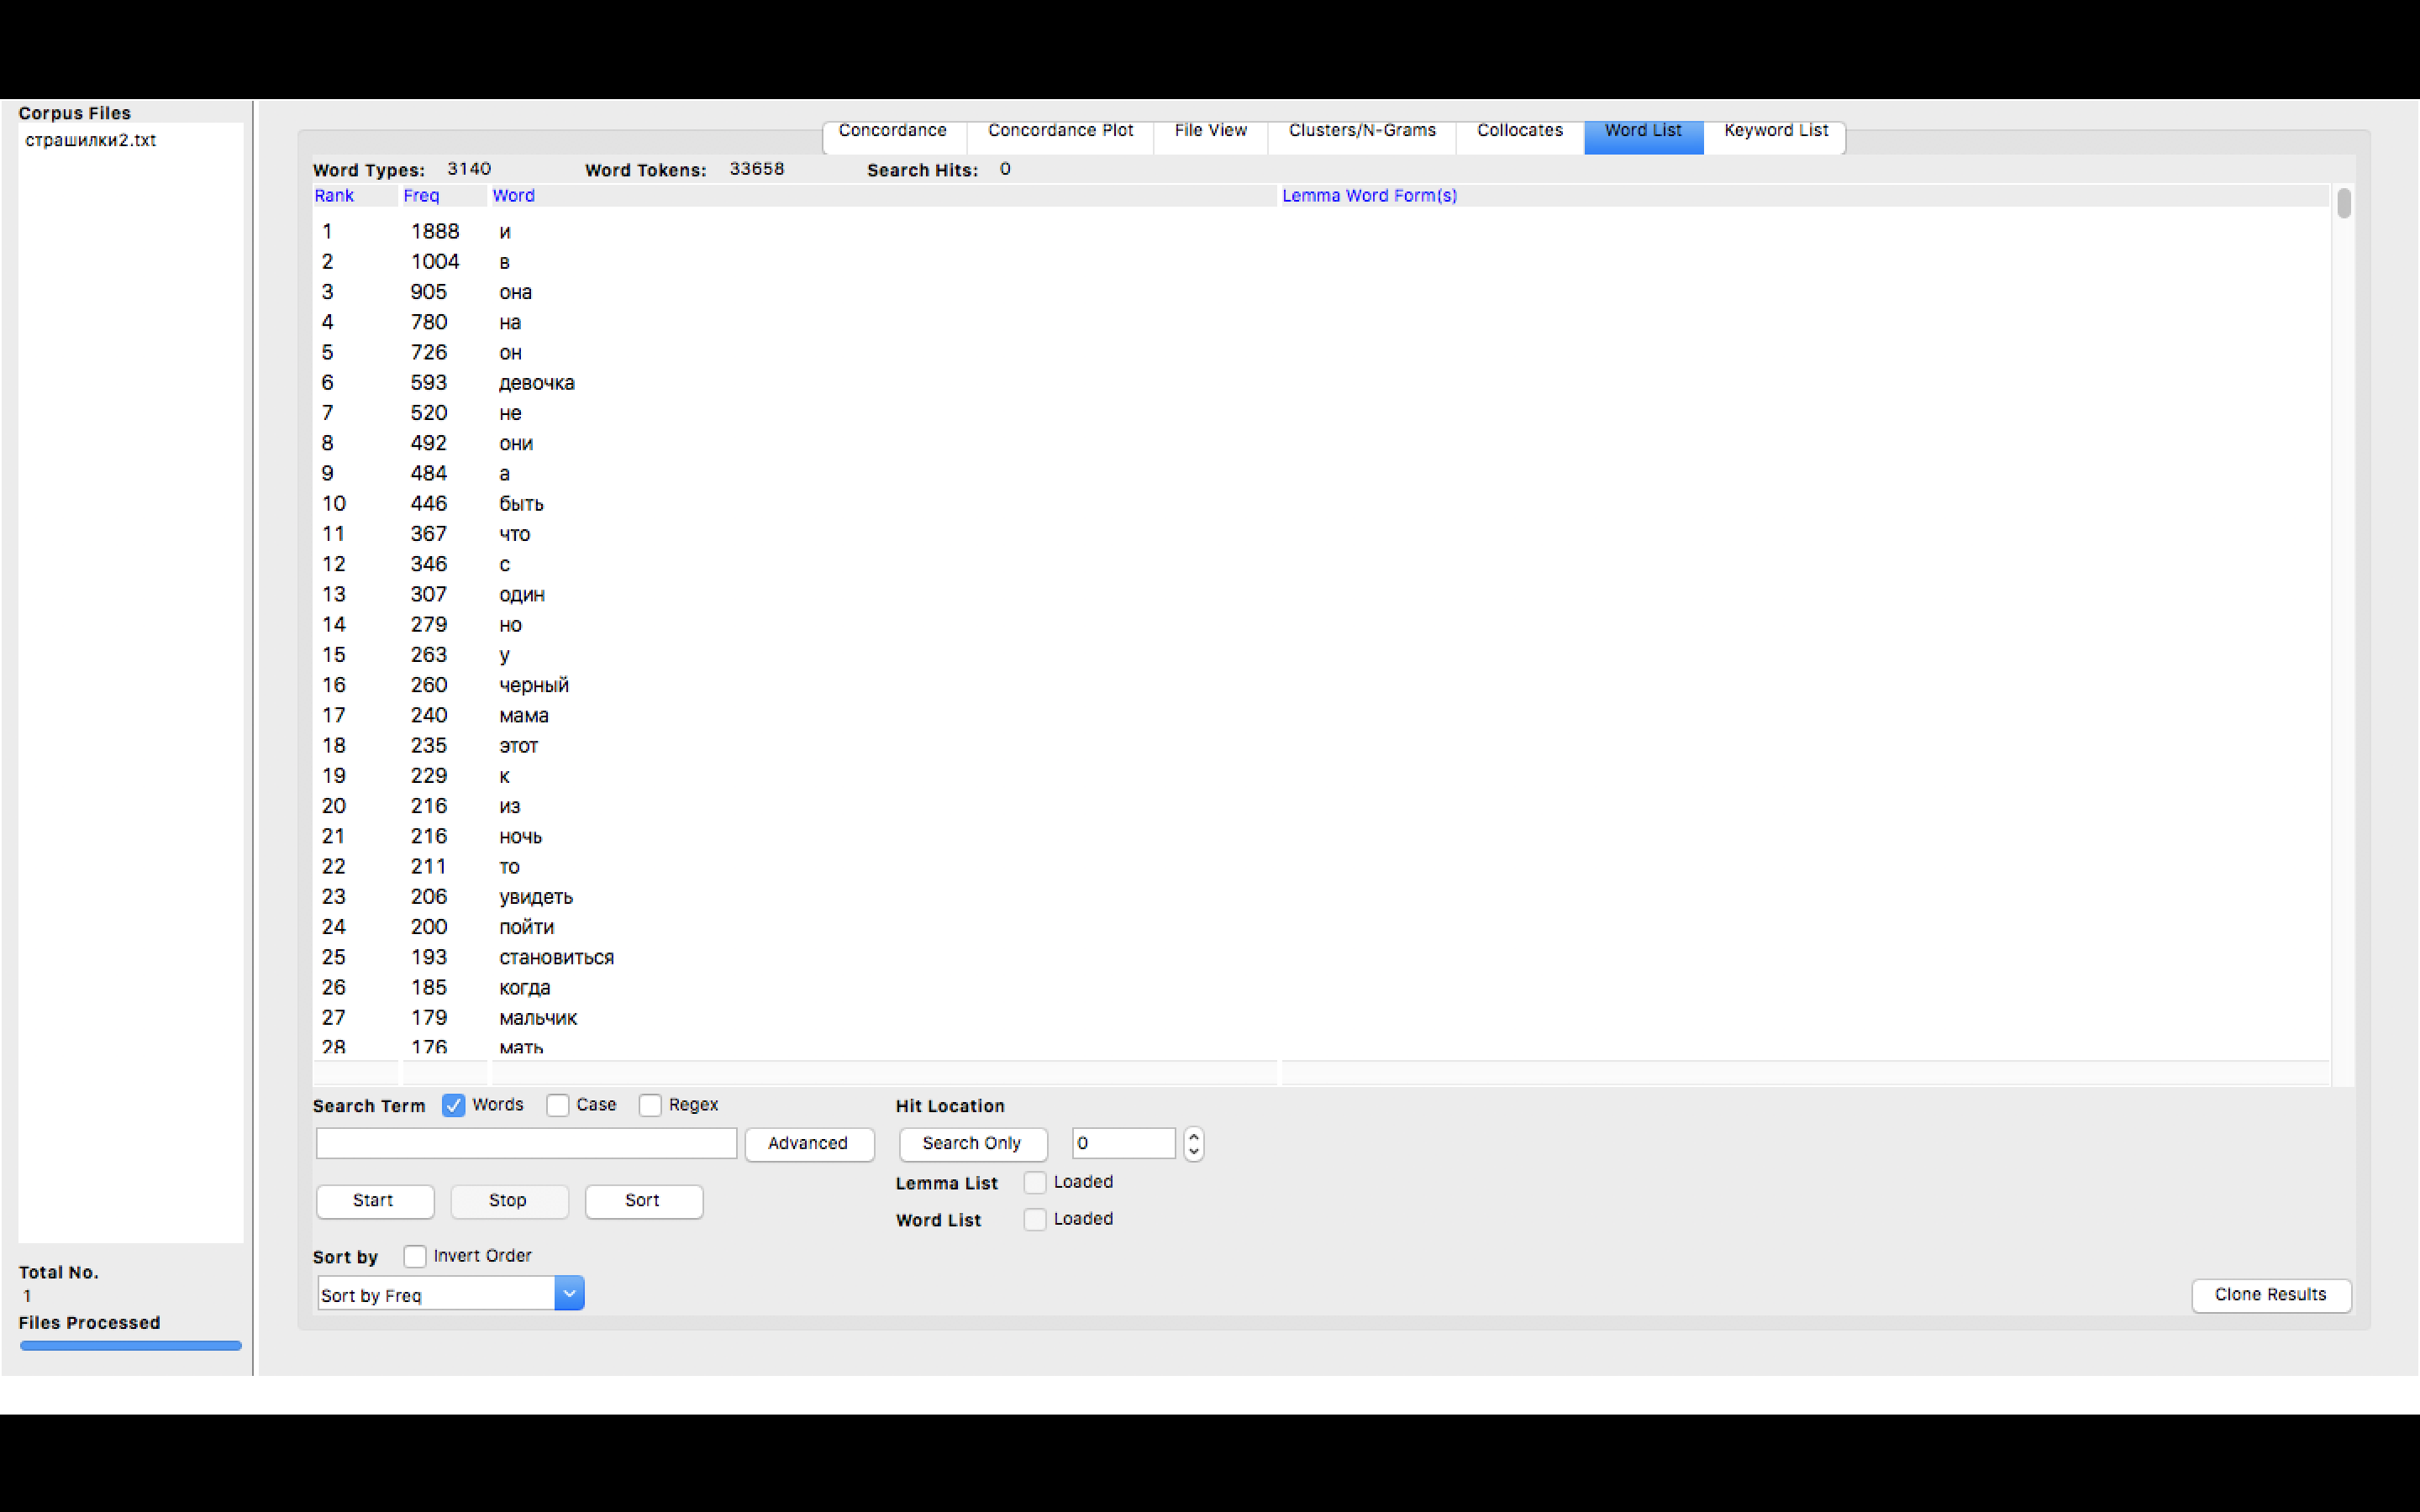 Corpus Files
страшилки2.txt
Concordance Concordance Plot File View Clusters/N-Grams Collocates Word List Keyword List
Word Types: 3140 Word Tokens: 33658 Search Hits: 0
Rank Freq Word Lemma Word Form(s)
1 1888 и
2 1004 в
3 905 она
4 780 на
5 726 он
6 593 девочка
7 520 не
8 492 они
9 484 а
10 446 быть
11 367 что
12 346 с
13 307 один
14 279 но
15 263 у
16 260 черный
17 240 мама
18 235 этот
19 229 к
20 216 из
21 216 ночь
22 211 то
23 206 увидеть
24 200 пойти
25 193 становиться
26 185 когда
27 179 мальчик
28 176 мать
Search Term Words Case Regex Hit Location
Advanced Search Only 0
Lemma List Loaded
Start Stop Sort
Word List Loaded
Sort by Invert Order
Sort by Freq
Clone Results
Total No.
1
Files Processed